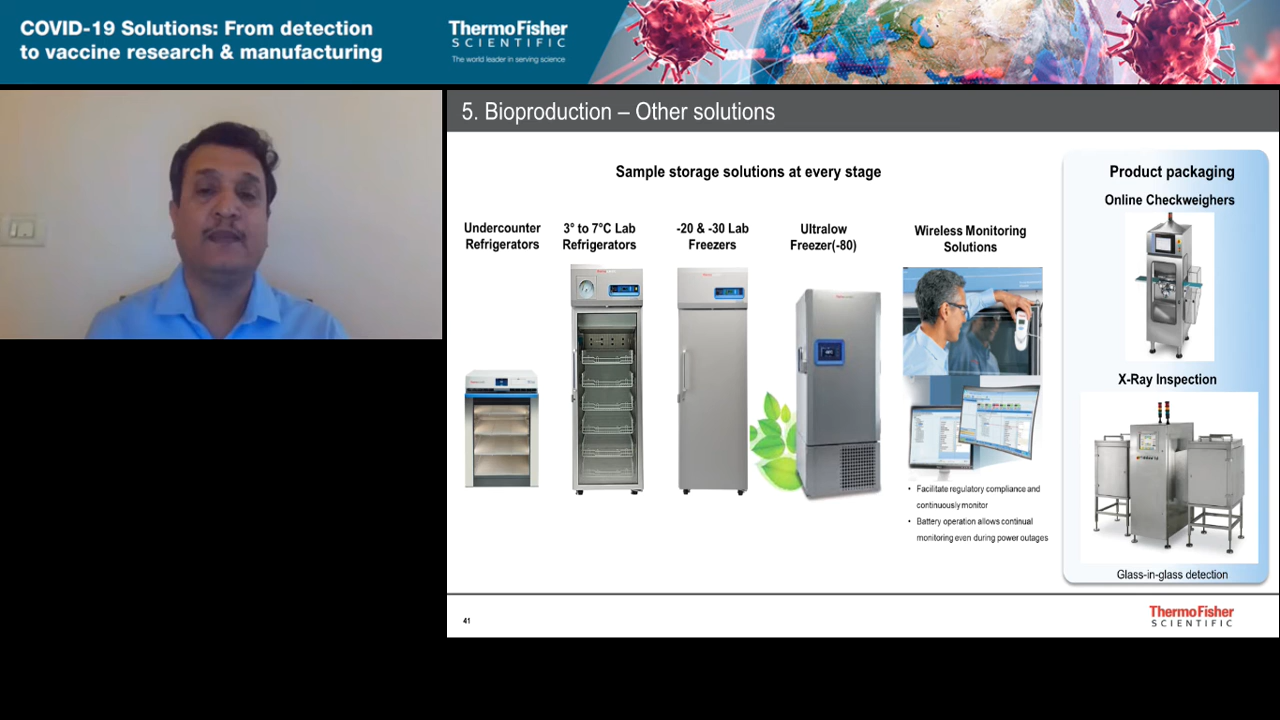 COVID-19 Solutions: From detection
to vaccine research & manufacturing
ThermoFisher
SCIENTIFIC
The world leader in serving science
5. Bioproduction – Other solutions
Sample storage solutions at every stage
Undercounter
Refrigerators
3° to 7°C Lab
Refrigerators
-20 & -30 Lab
Freezers
Ultralow
Freezer(-80)
Wireless Monitoring
Solutions
• Facilitate regulatory compliance and
continuously monitor
• Battery operation allows continual
monitoring even during power outages
Product packaging
Online Checkweighers
X-Ray Inspection
Glass-in-glass detection
41
ThermoFisher
SCIENTIFIC